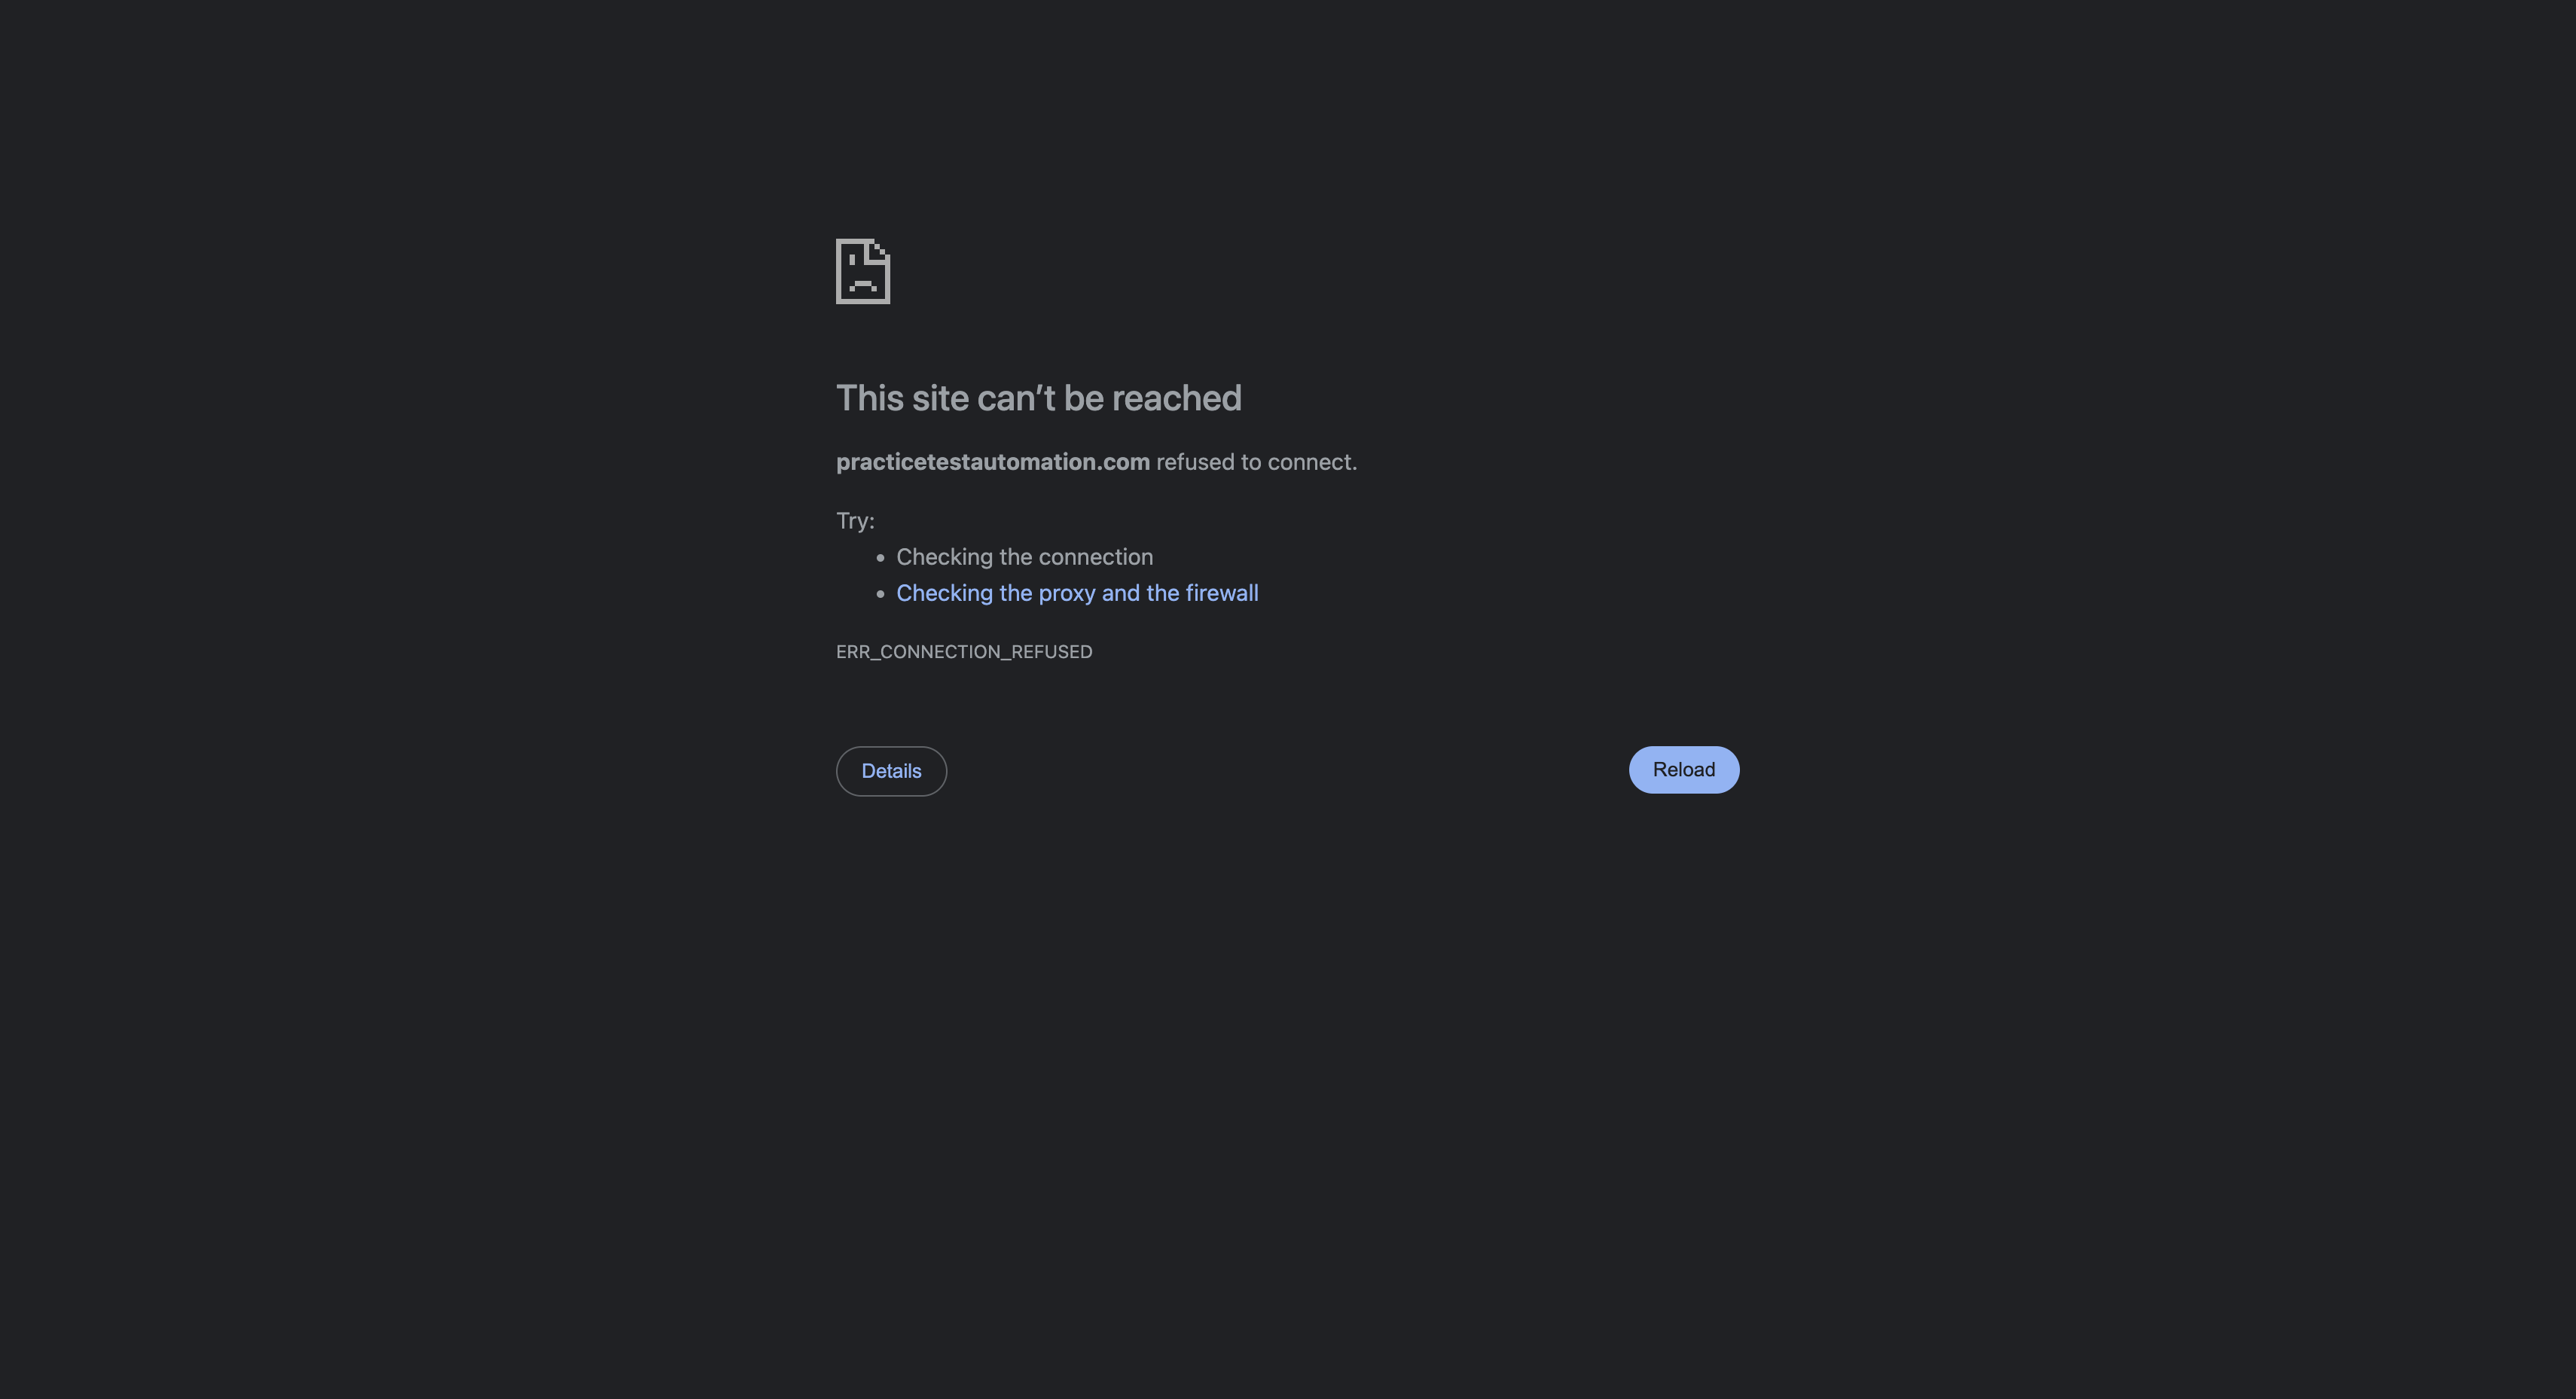 This site can’t be reached
practicetestautomation.com refused to connect.
Try:
• Checking the connection
• Checking the proxy and the firewall
ERR_CONNECTION_REFUSED
Details
Reload